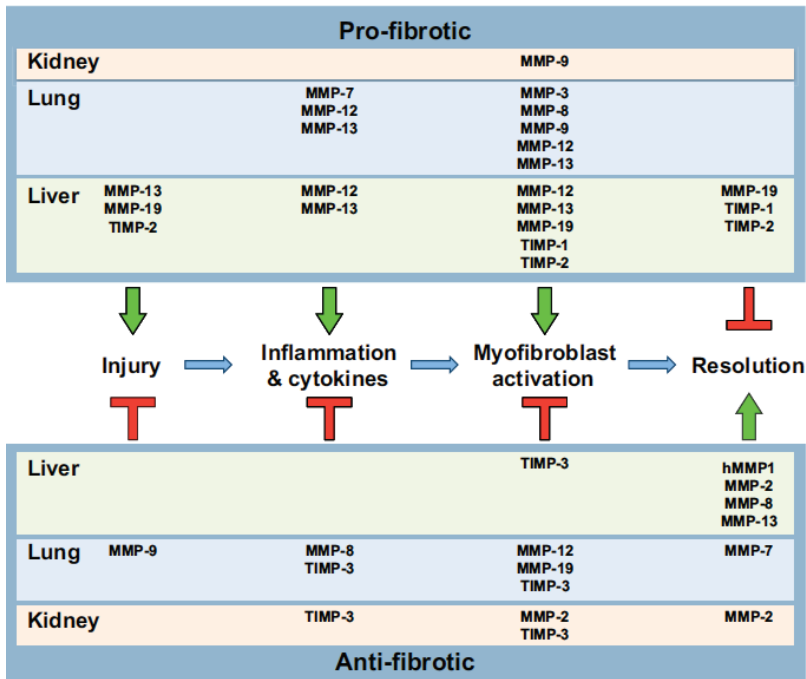 Pro-fibrotic
Kidney
MMP-9
Lung
MMP-7
MMP-12
MMP-13
MMP-3
MMP-8
MMP-9
MMP-12
MMP-13
Liver
MMP-13
MMP-19
TIMP-2
MMP-12
MMP-13
MMP-12
MMP-13
MMP-19
TIMP-1
TIMP-2
MMP-19
TIMP-1
TIMP-2
Injury
Inflammation
& cytokines
Myofibroblast
activation
Resolution
Liver
TIMP-3
hMMP1
MMP-2
MMP-8
MMP-13
Lung
MMP-9
MMP-8
TIMP-3
MMP-12
MMP-19
TIMP-3
MMP-7
Kidney
TIMP-3
MMP-2
TIMP-3
MMP-2
Anti-fibrotic